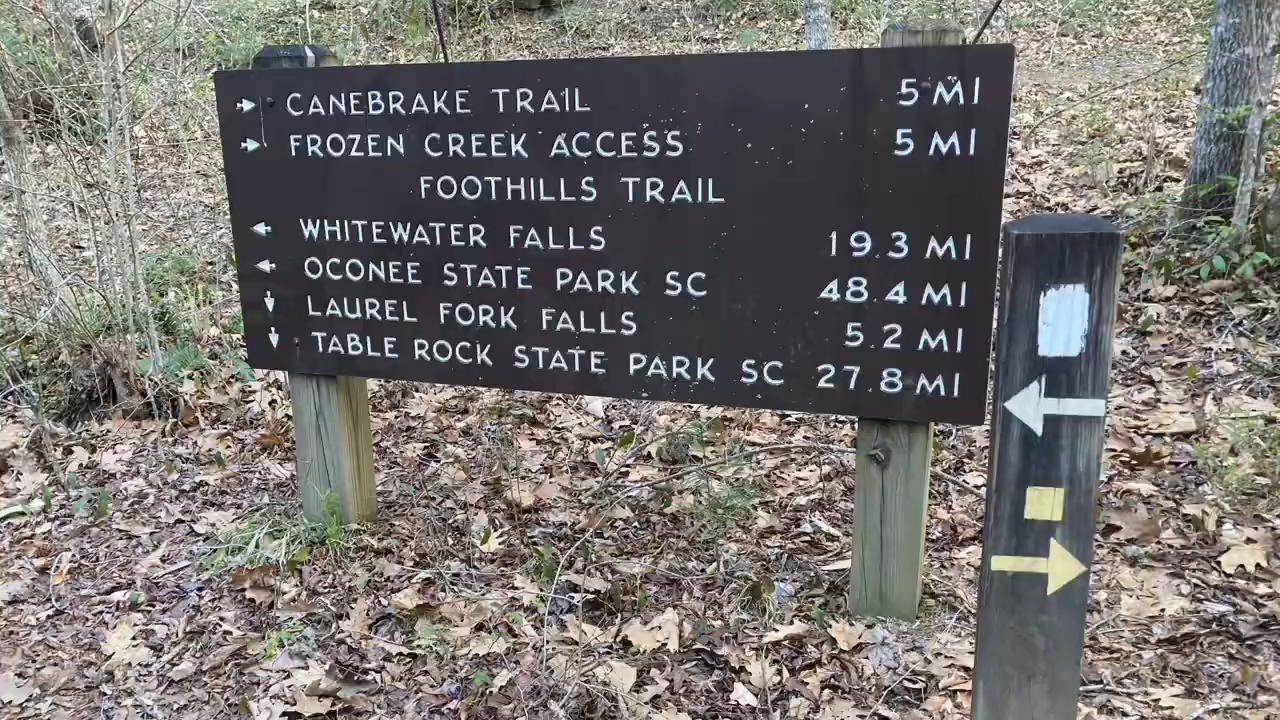 CANEBRAKE TRAIL 5 MI
FROZEN CREEK ACCESS 5 MI
FOOTHILLS TRAIL
WHITEWATER FALLS 19.3 MI
OCONEE STATE PARK SC 48.4 MI
LAUREL FORK FALLS 5.2 MI
TABLE ROCK STATE PARK SC 27.8 MI